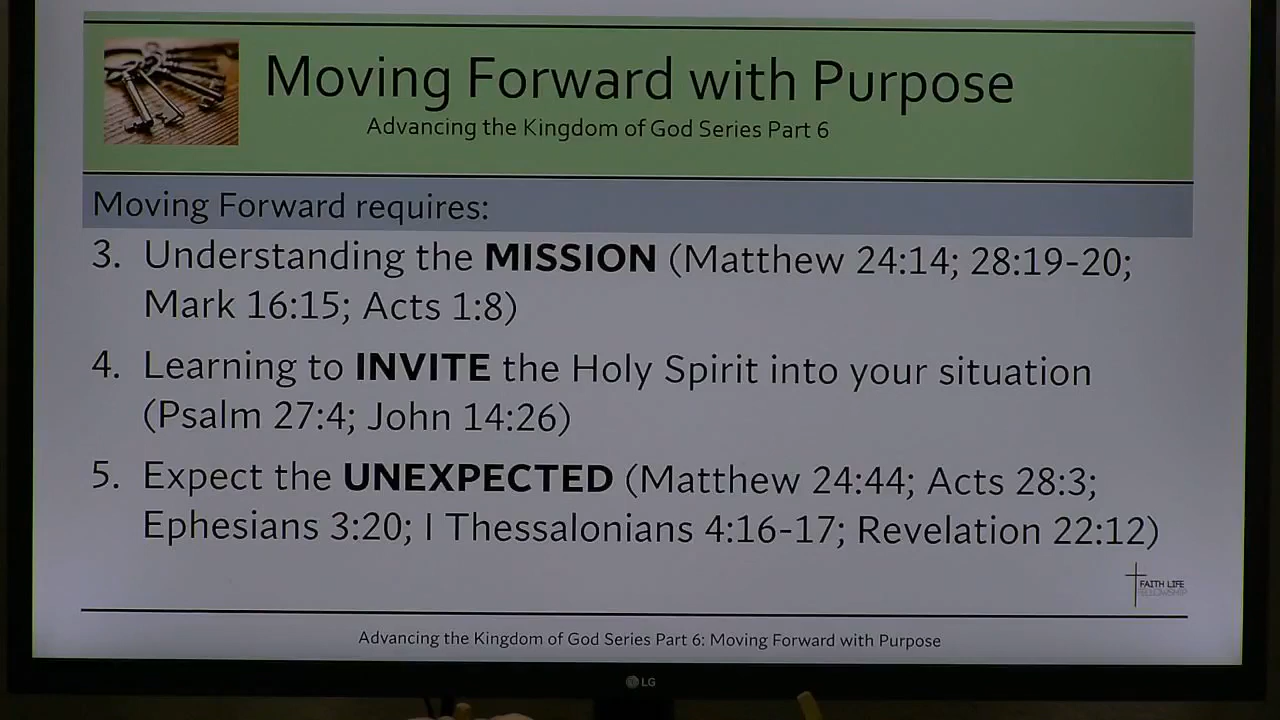 Moving Forward with Purpose
Advancing the Kingdom of God Series Part 6
Moving Forward requires:
3. Understanding the MISSION (Matthew 24:14; 28:19-20;
Mark 16:15; Acts 1:8)
4. Learning to INVITE the Holy Spirit into your situation
(Psalm 27:4; John 14:26)
5. Expect the UNEXPECTED (Matthew 24:44; Acts 28:3;
Ephesians 3:20; I Thessalonians 4:16-17; Revelation 22:12)
FAITH LIFE
FELLOWSHIP
Advancing the Kingdom of God Series Part 6: Moving Forward with Purpose
LG